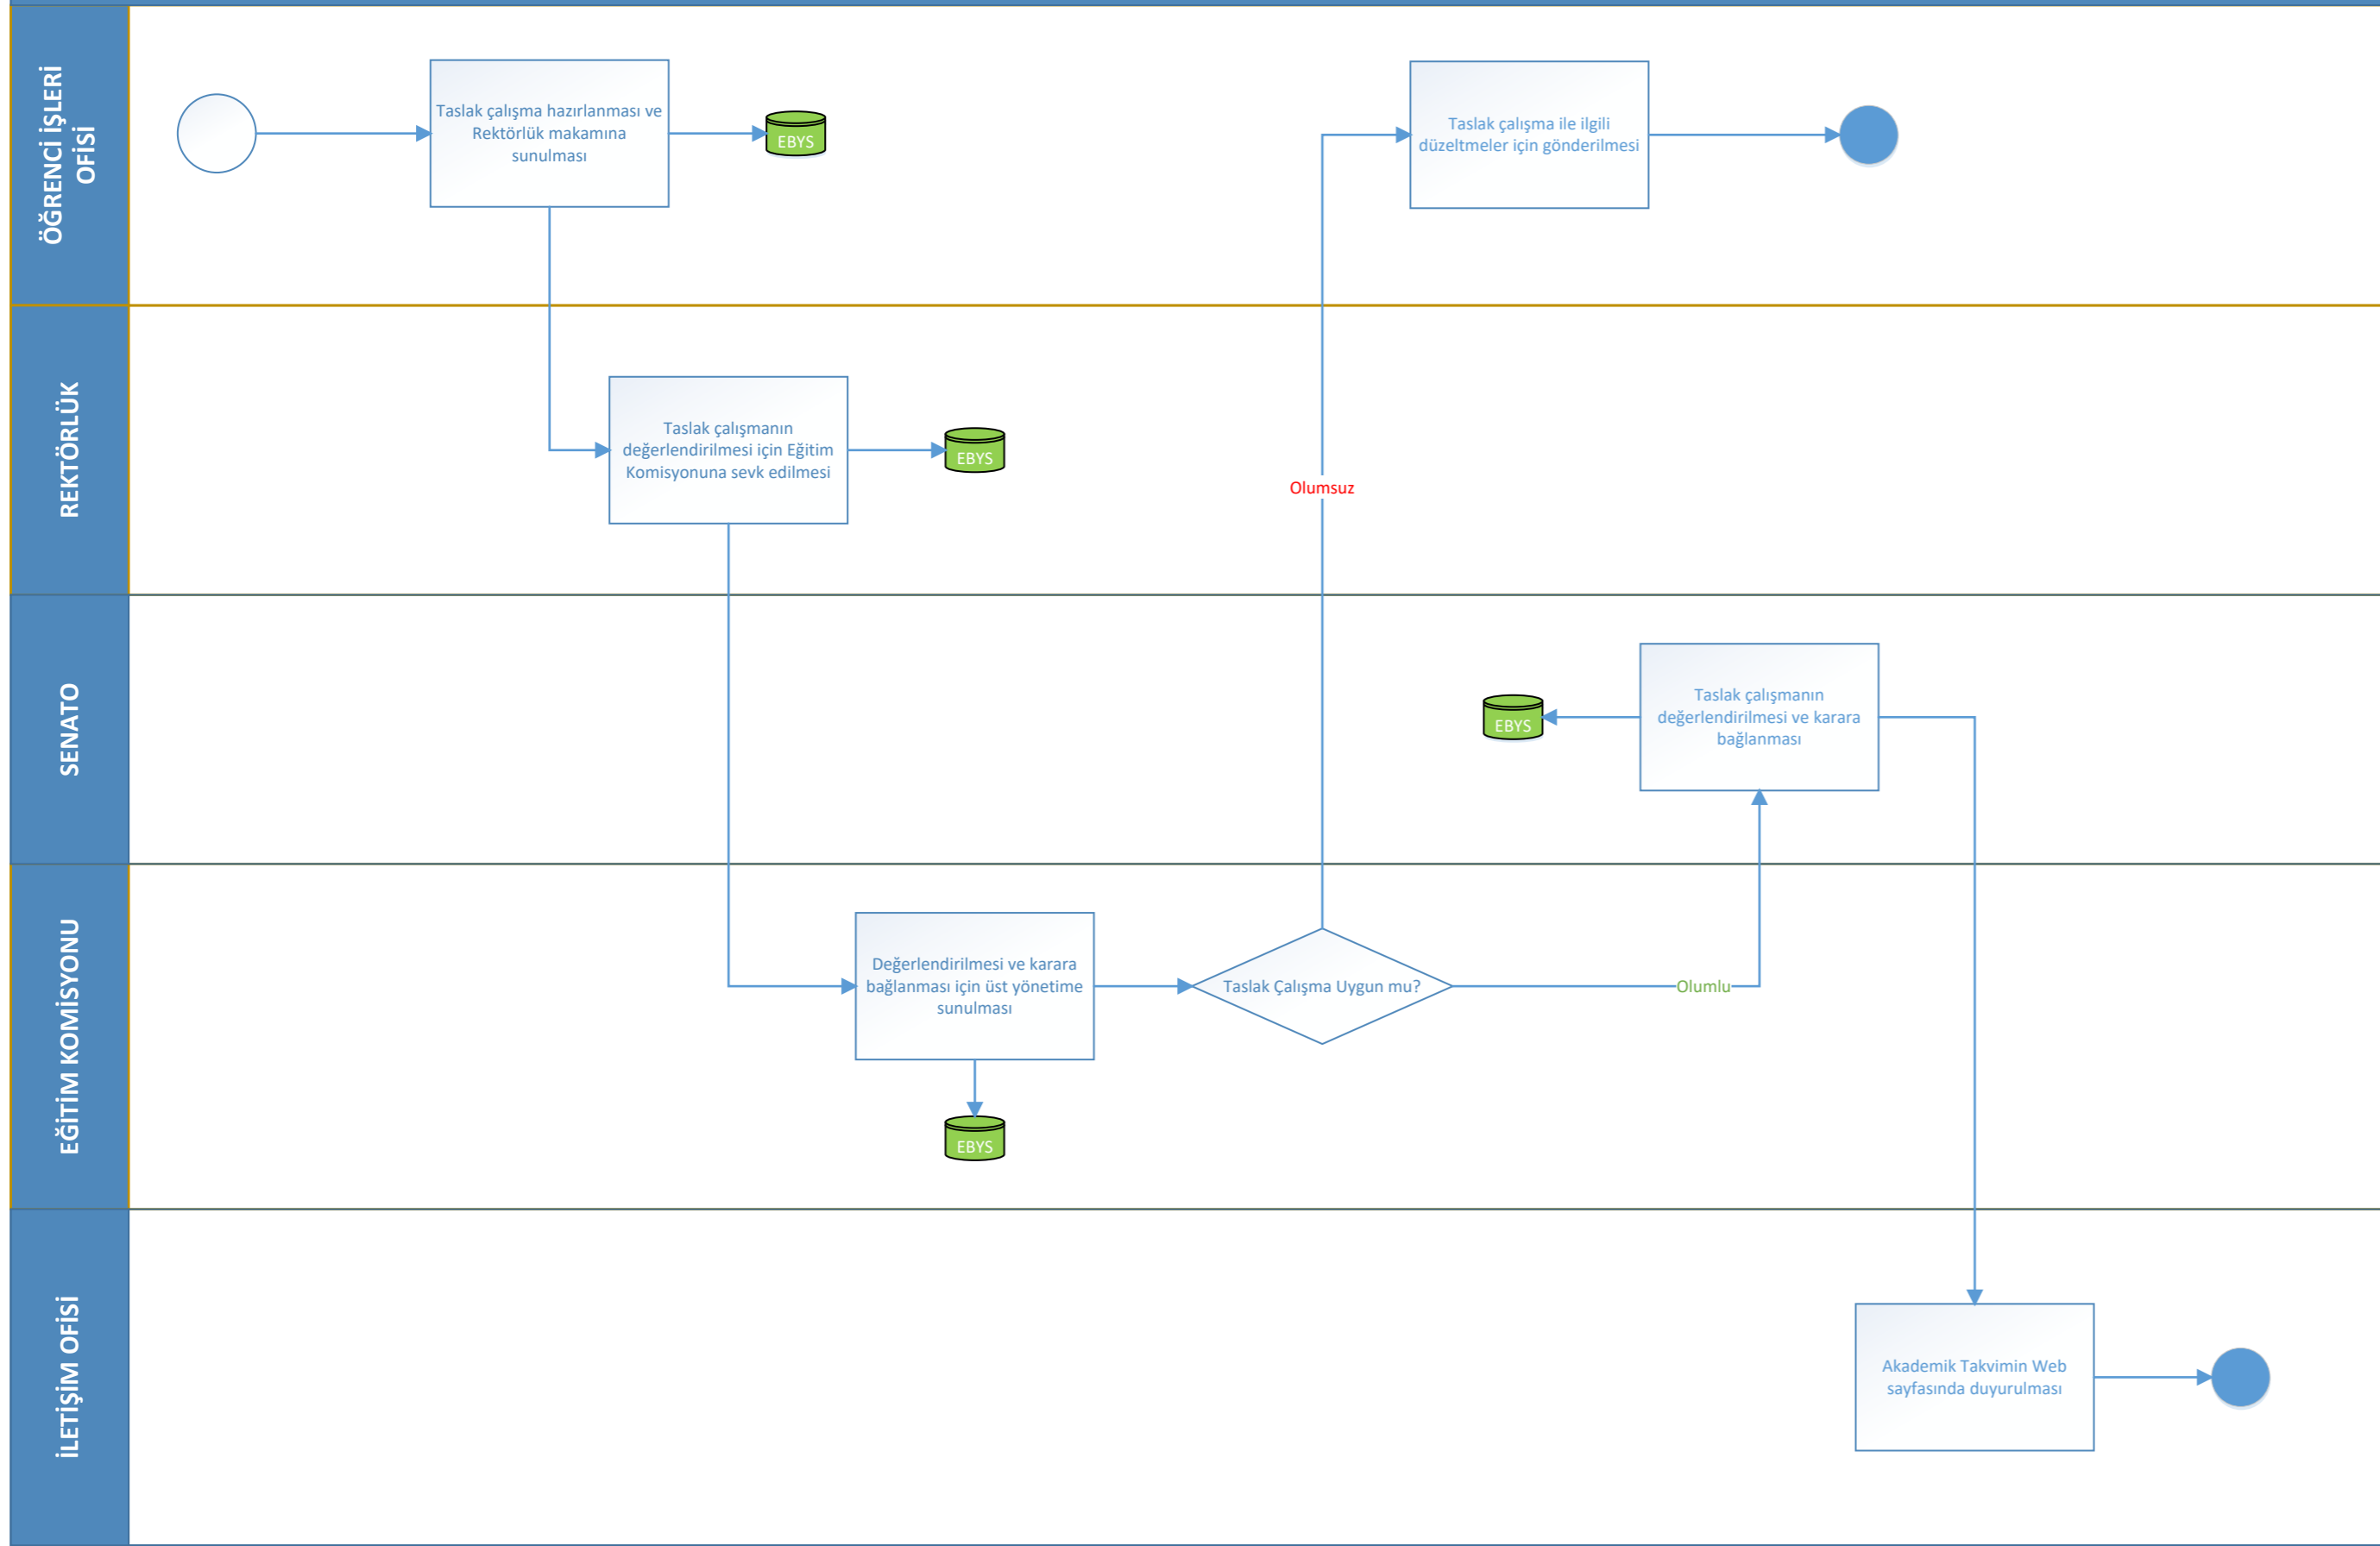 ÖĞRENCİ İŞLERİ
OFİSİ
Taslak çalışma hazırlanması ve
Rektörlük makamına
sunulması
EBYS
Taslak çalışma ile ilgili
düzeltmeler için gönderilmesi
REKTÖRLÜK
Taslak çalışmanın
değerlendirilmesi için Eğitim
Komisyonuna sevk edilmesi
EBYS
Olumsuz
SENATO
EBYS
Taslak çalışmanın
değerlendirilmesi ve karara
bağlanması
EĞİTİM KOMİSYONU
Değerlendirilmesi ve karara
bağlanması için üst yönetime
sunulması
EBYS
Taslak Çalışma Uygun mu?
Olumlu
İLETİŞİM OFİSİ
Akademik Takvimin Web
sayfasında duyurulması